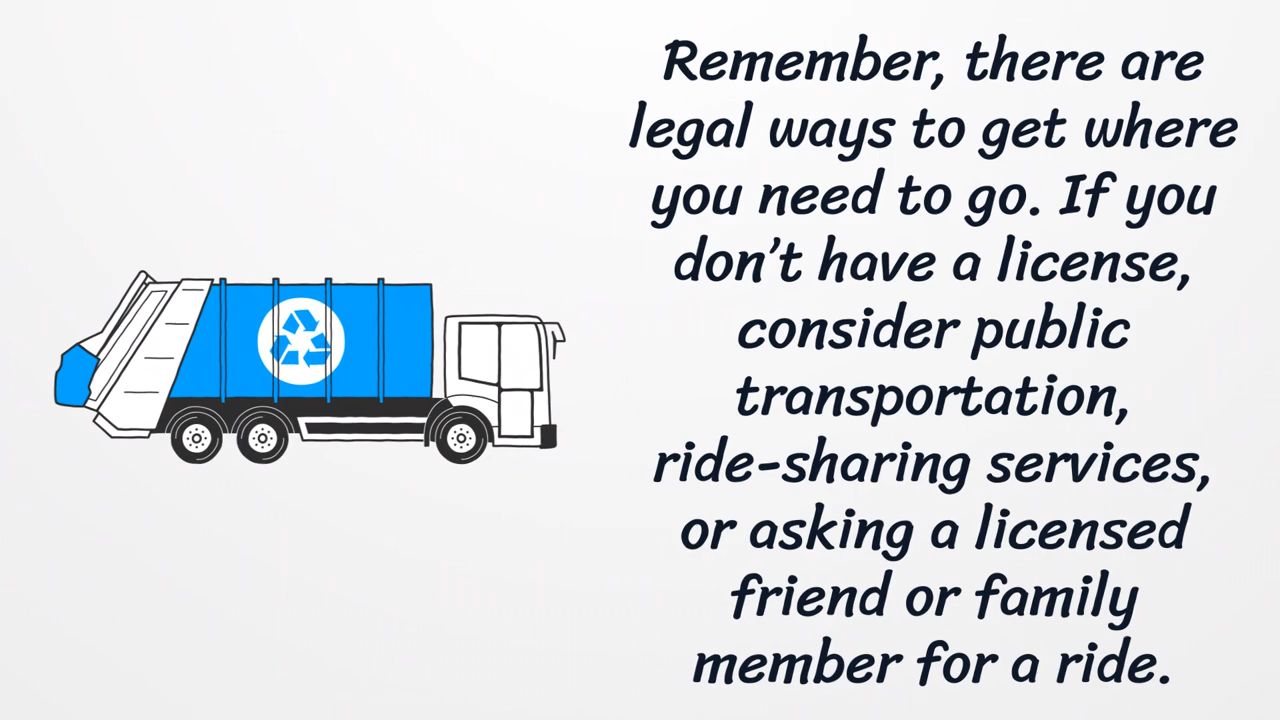 Remember, there are
legal ways to get where
you need to go. If you
don’t have a license,
consider public
transportation,
ride-sharing services,
or asking a licensed
friend or family
member for a ride.